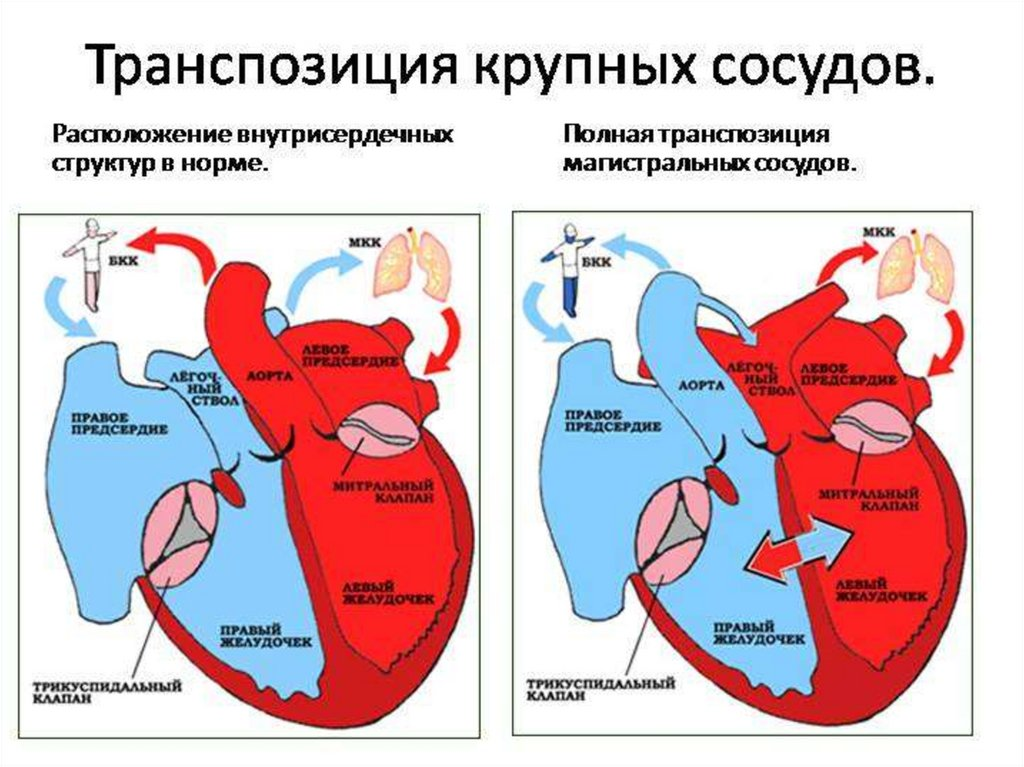 Транспозиция крупных сосудов.
Расположение внутрисердечных
структур в норме.
Полная транспозиция
магистральных сосудов.
БКК
МКК
ЛЕВОЕ
ПРЕДСЕРДИЕ
ЛЁГОЧ-
НЫЙ
СТВОЛ
АОРТА
ПРАВОЕ
ПРЕДСЕРДИЕ
МИТРАЛЬНЫЙ
КЛАПАН
ЛЕВЫЙ
ЖЕЛУДОЧЕК
ПРАВЫЙ
ЖЕЛУДОЧЕК
ТРИКУСПИДАЛЬНЫЙ
КЛАПАН
БКК
МКК
ЛЁГОЧ-
НЫЙ
СТВОЛ
ЛЕВОЕ
ПРЕДСЕРДИЕ
АОРТА
ПРАВОЕ
ПРЕДСЕРДИЕ
МИТРАЛЬНЫЙ
КЛАПАН
ЛЕВЫЙ
ЖЕЛУДОЧЕК
ПРАВЫЙ
ЖЕЛУДОЧЕК
ТРИКУСПИДАЛЬНЫЙ
КЛАПАН